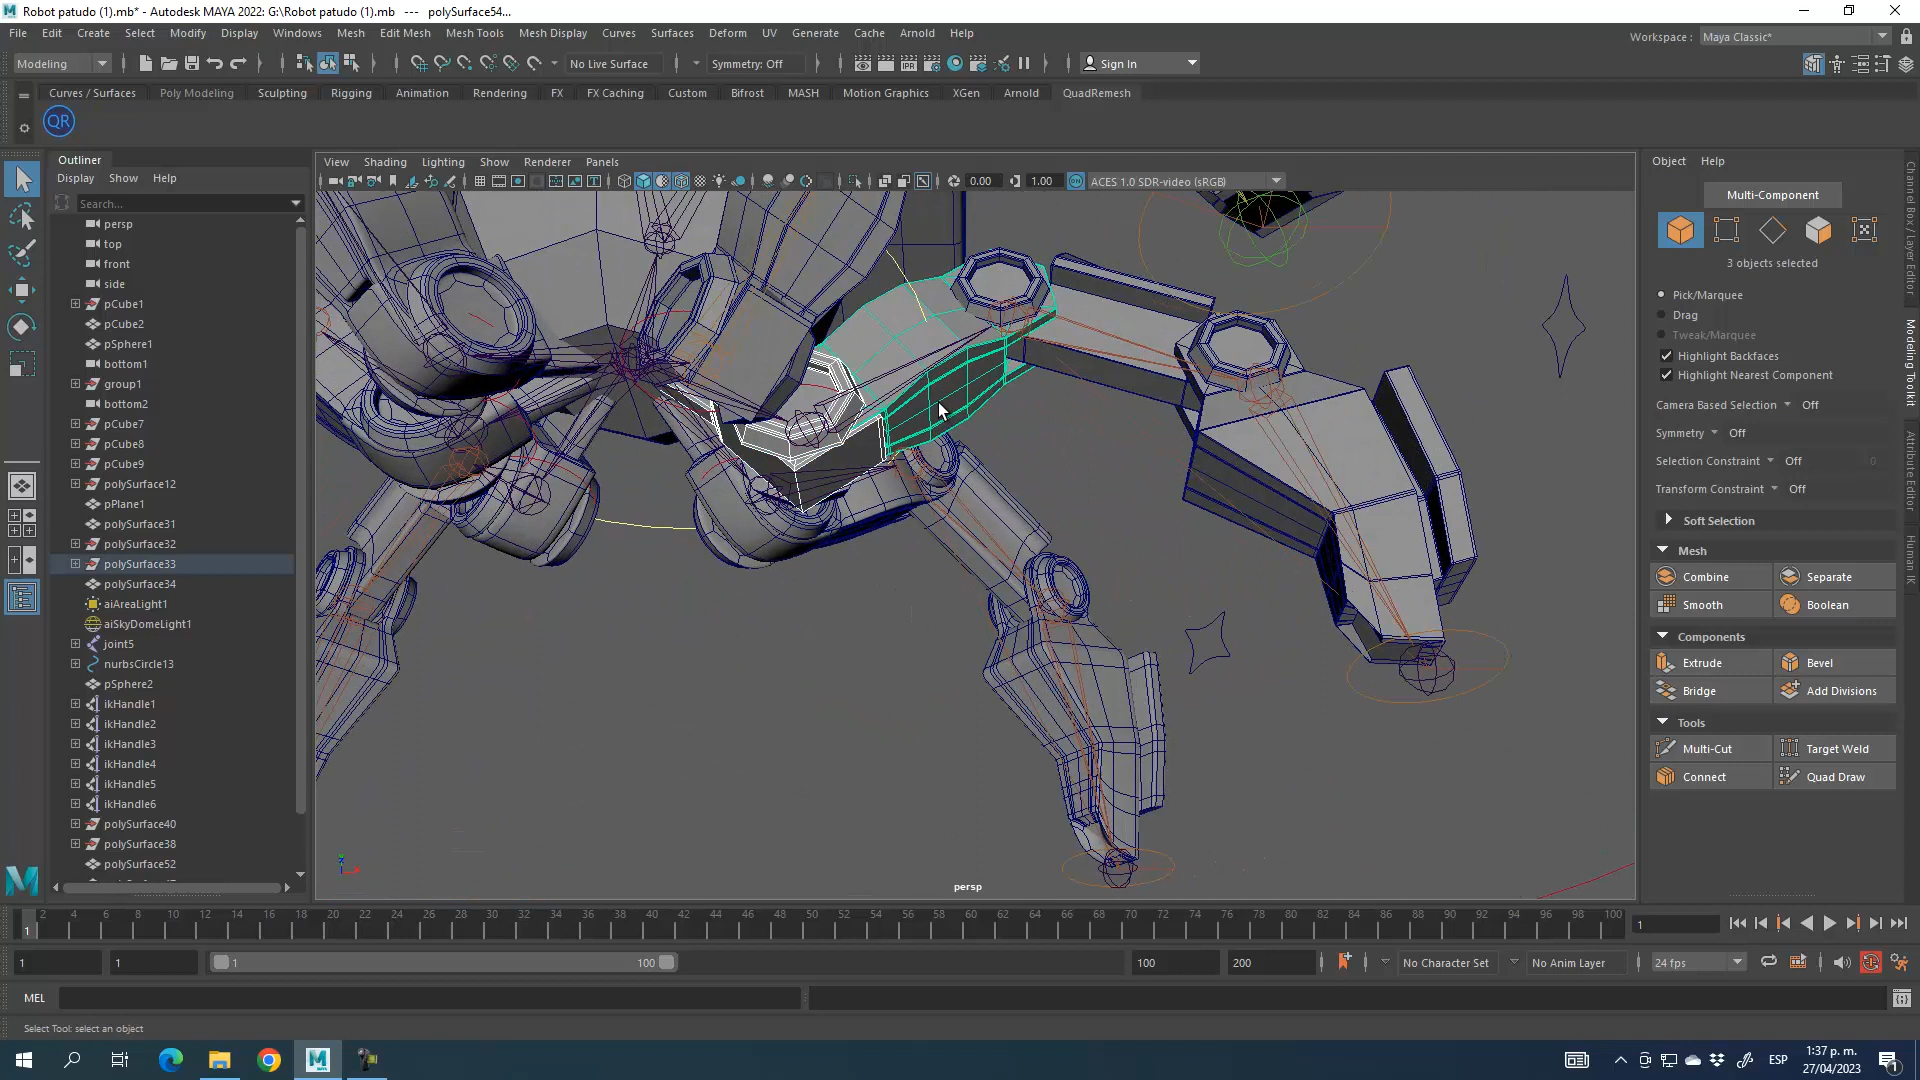 Robot patudo (1).mb* - Autodesk MAYA 2022: G:\Robot patudo (1).mb   ---   polySurface54...
File Edit Create Select Modify Display Windows Mesh Edit Mesh Mesh Tools Mesh Display Curves Surfaces Deform UV Generate Cache Arnold Help
Workspace : Maya Classic*
Modeling No Live Surface Symmetry: Off Sign In
Curves / Surfaces Poly Modeling Sculpting Rigging Animation Rendering FX FX Caching Custom Bifrost MASH Motion Graphics XGen Arnold QuadRemesh
QR
Outliner
Display Show Help
Search...
persp
top
front
side
pCube1
pCube2
pSphere1
bottom1
group1
bottom2
pCube7
pCube8
pCube9
polySurface12
pPlane1
polySurface31
polySurface32
polySurface33
polySurface34
aiAreaLight1
aiSkyDomeLight1
joint5
nurbsCircle13
pSphere2
ikHandle1
ikHandle2
ikHandle3
ikHandle4
ikHandle5
ikHandle6
polySurface40
polySurface38
polySurface52
View Shading Lighting Show Renderer Panels
0.00 1.00 ACES 1.0 SDR-video (sRGB)
persp
Object Help
Multi-Component
3 objects selected
Pick/Marquee
Drag
Tweak/Marquee
Highlight Backfaces
Highlight Nearest Component
Camera Based Selection Off
Symmetry Off
Selection Constraint Off 0
Transform Constraint Off
Soft Selection
Mesh
Combine Separate
Smooth Boolean
Components
Extrude Bevel
Bridge Add Divisions
Tools
Multi-Cut Target Weld
Connect Quad Draw
Channel Box / Layer Editor
Modeling Toolkit
Attribute Editor
Human IK
2 4 6 8 10 12 14 16 18 20 22 24 26 28 30 32 34 36 38 40 42 44 46 48 50 52 54 56 58 60 62 64 66 68 70 72 74 76 78 80 82 84 86 88 90 92 94 96 98 100
1 1
1 1 1 100 100 200 No Character Set No Anim Layer 24 fps
MEL
Select Tool: select an object
ESP
1:37 p. m.
27/04/2023
1